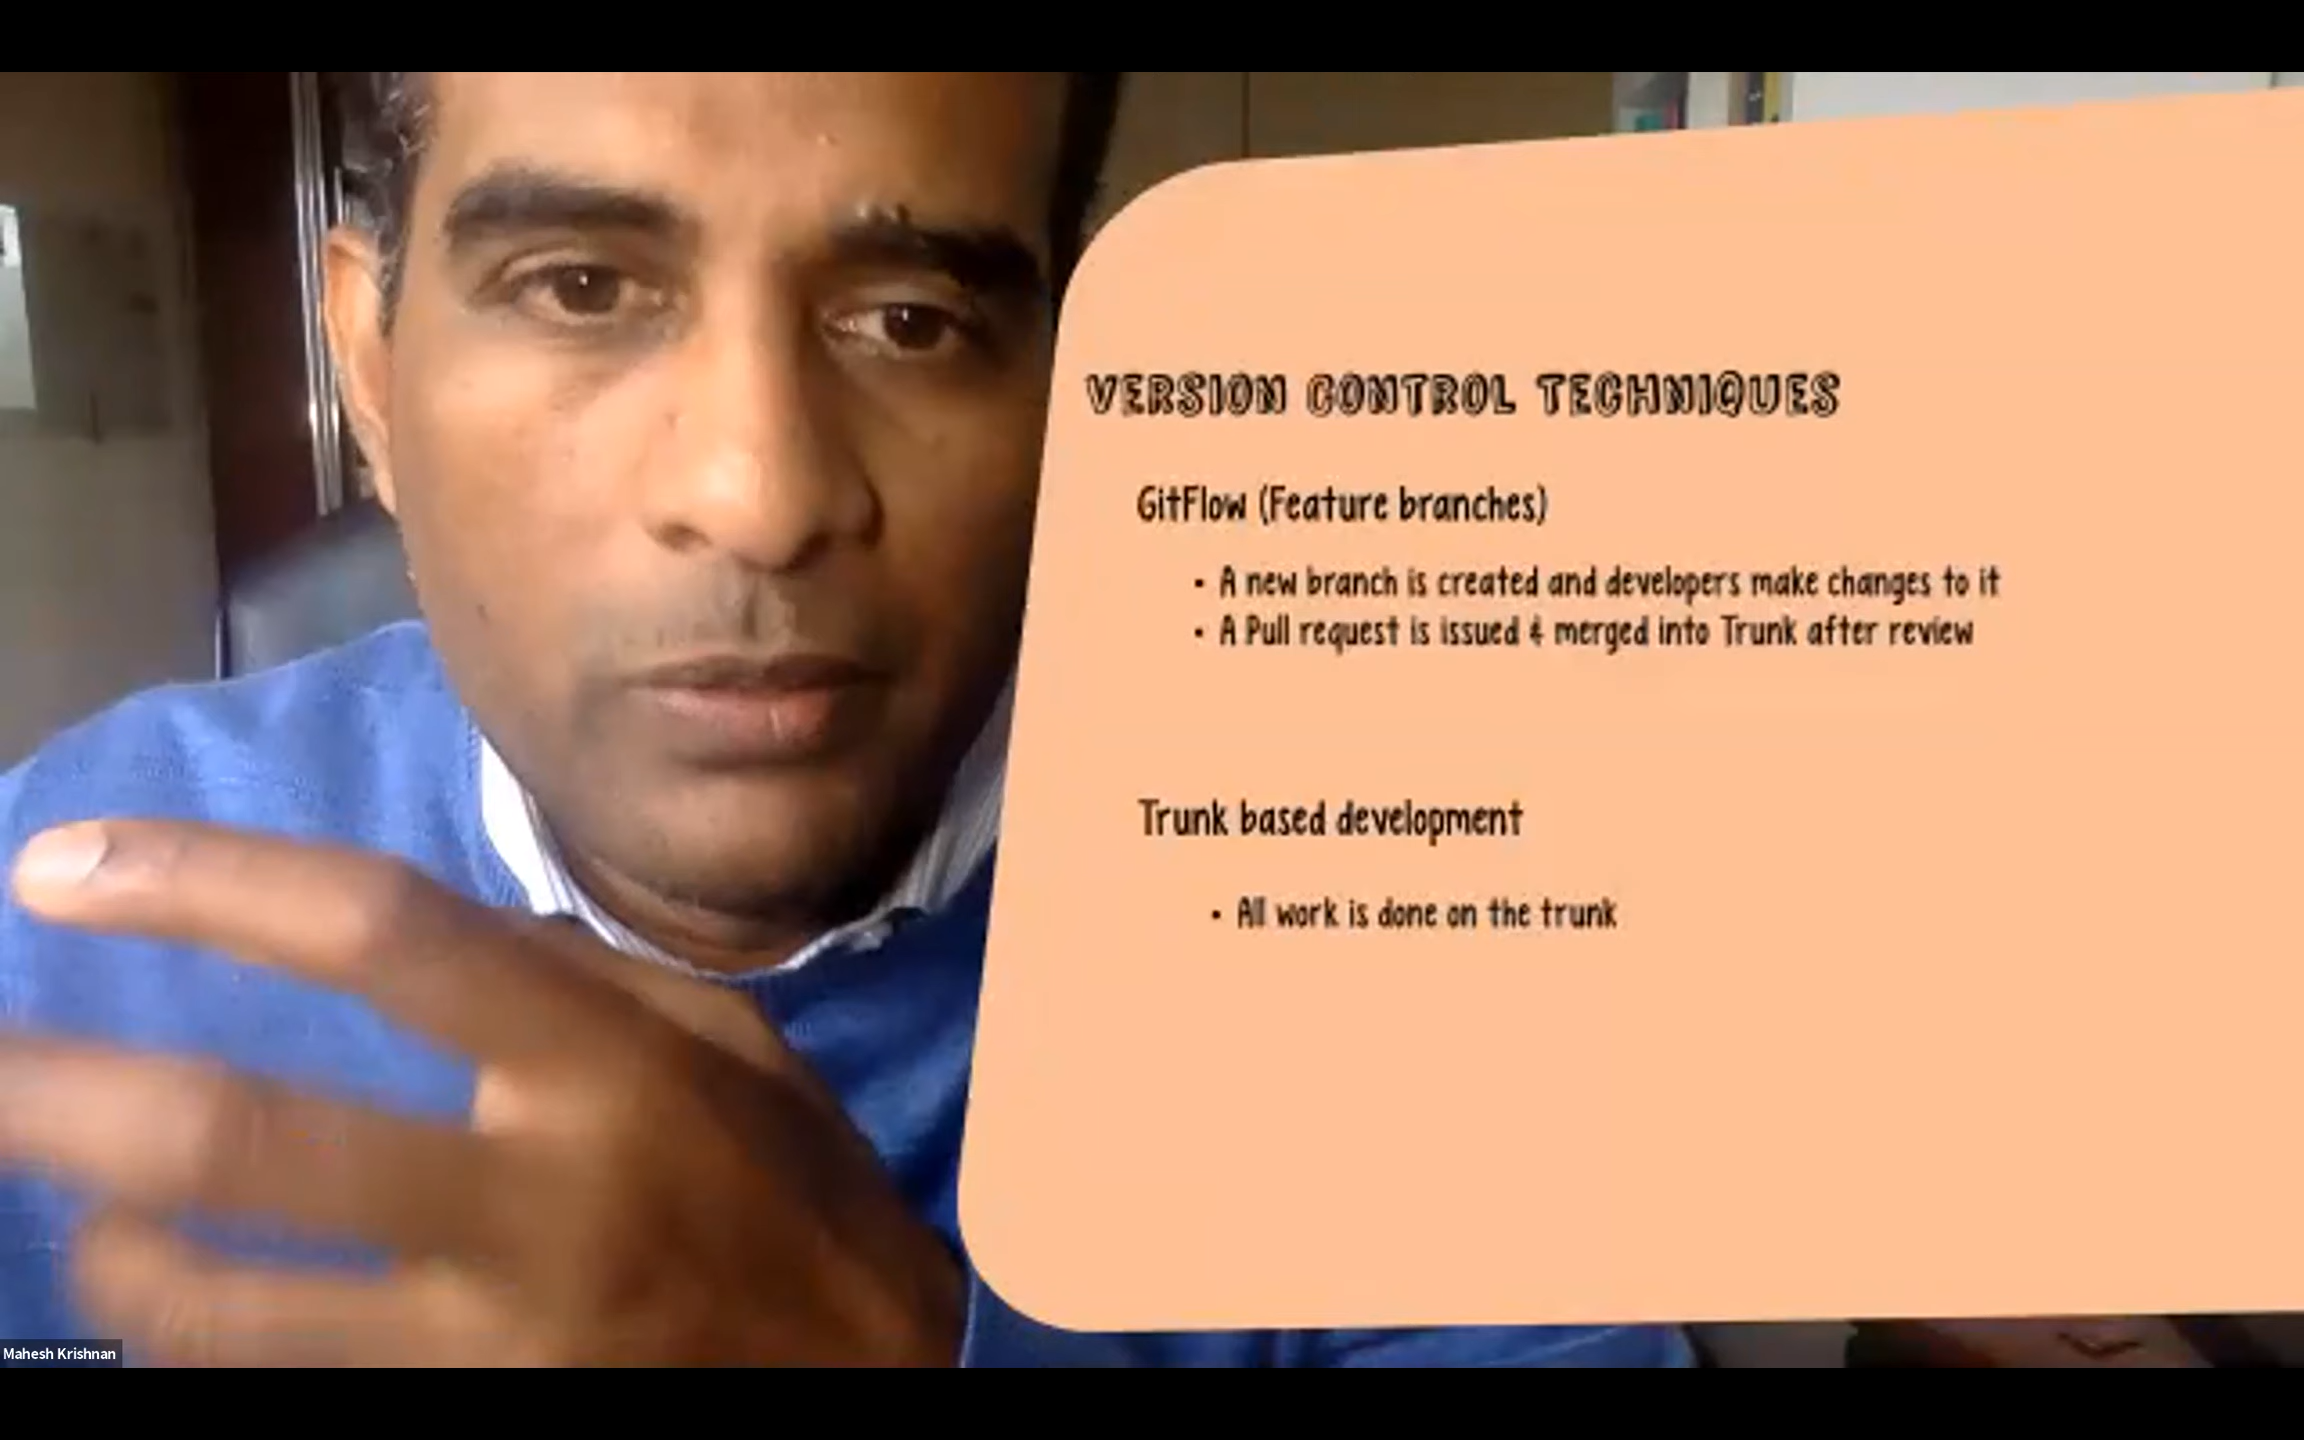 VERSION CONTROL TECHNIQUES
GitFlow (Feature branches)
• A new branch is created and developers make changes to it
• A Pull request is issued & merged into Trunk after review
Trunk based development
• All work is done on the trunk
Mahesh Krishnan